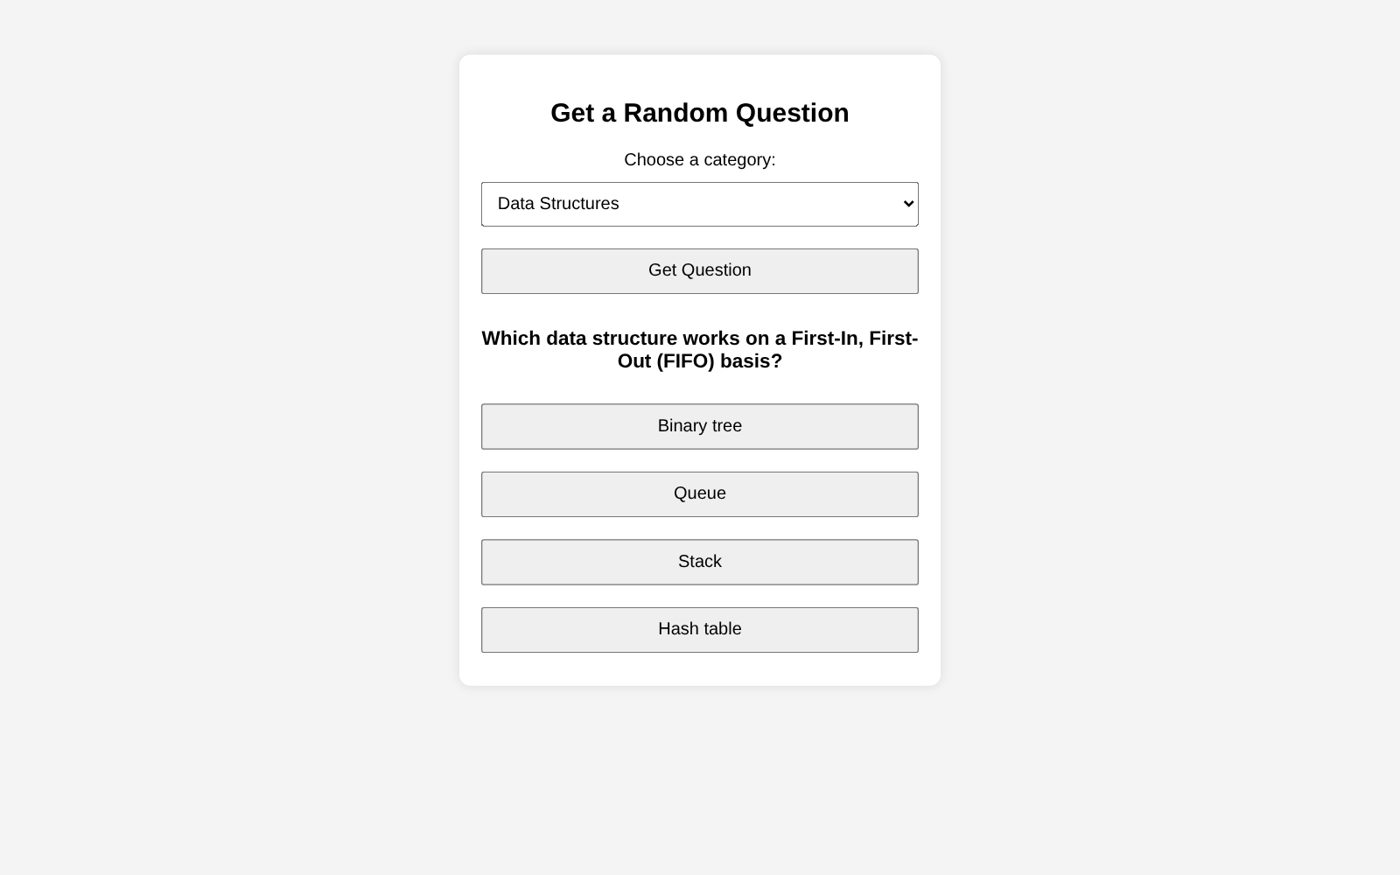 Get a Random Question
Choose a category:
Data Structures
Get Question
Which data structure works on a First-In, First-
Out (FIFO) basis?
Binary tree
Queue
Stack
Hash table